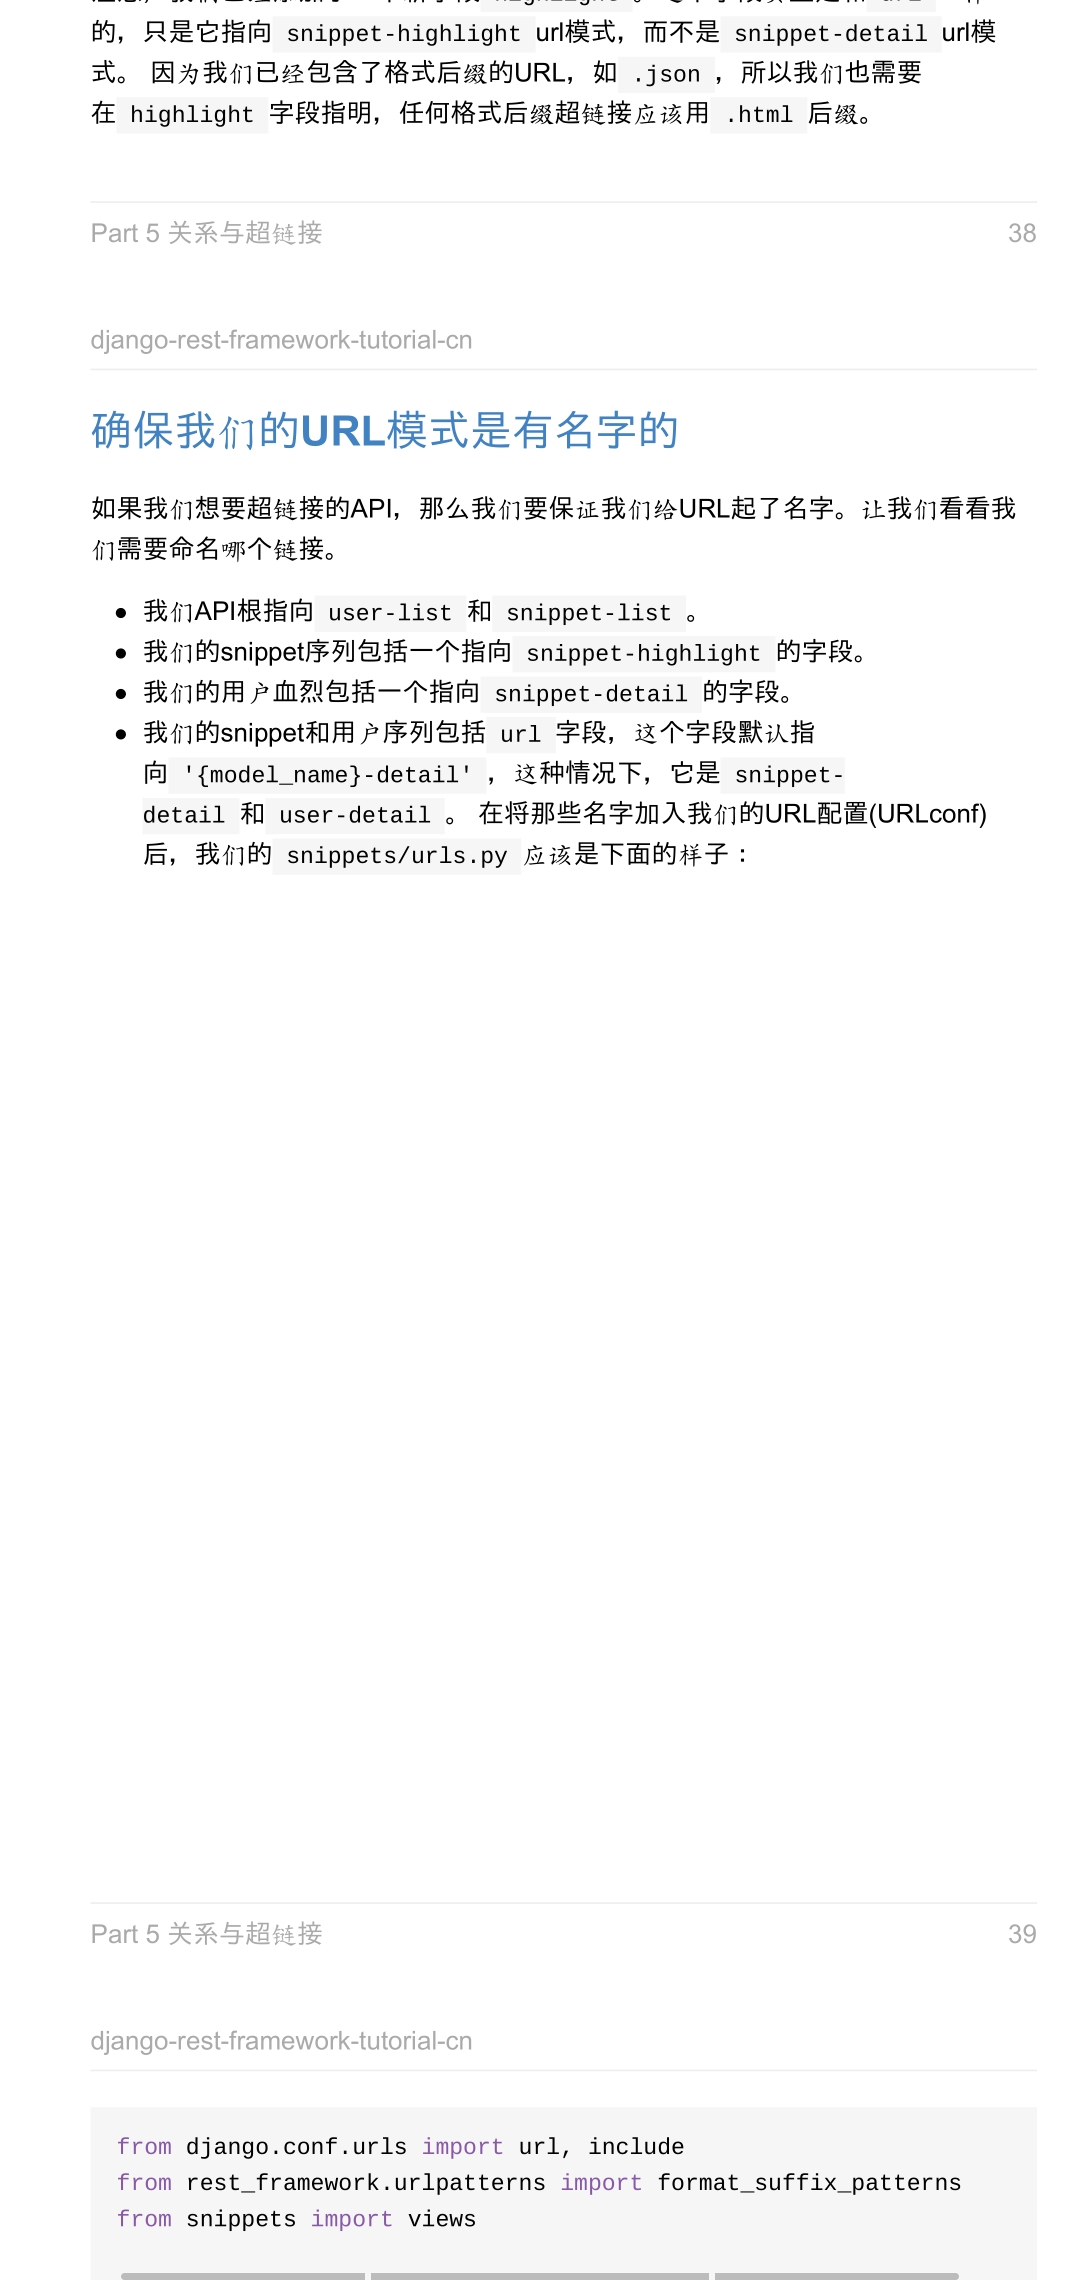 的，只是它指向 snippet-highlight url模式，而不是 snippet-detail url模
式。 因为我们已经包含了格式后缀的URL，如 .json ，所以我们也需要
在 highlight 字段指明，任何格式后缀超链接应该用 .html 后缀。
Part 5 关系与超链接 38
django-rest-framework-tutorial-cn
确保我们的URL模式是有名字的
如果我们想要超链接的API，那么我们要保证我们给URL起了名字。让我们看看我
们需要命名哪个链接。
● 我们API根指向 user-list 和 snippet-list 。
● 我们的snippet序列包括一个指向 snippet-highlight 的字段。
● 我们的用户血烈包括一个指向 snippet-detail 的字段。
● 我们的snippet和用户序列包括 url 字段，这个字段默认指
向 '{model_name}-detail' ，这种情况下，它是 snippet-
detail 和 user-detail 。 在将那些名字加入我们的URL配置(URLconf)
后，我们的 snippets/urls.py 应该是下面的样子：
Part 5 关系与超链接 39
django-rest-framework-tutorial-cn
from django.conf.urls import url, include
from rest_framework.urlpatterns import format_suffix_patterns
from snippets import views